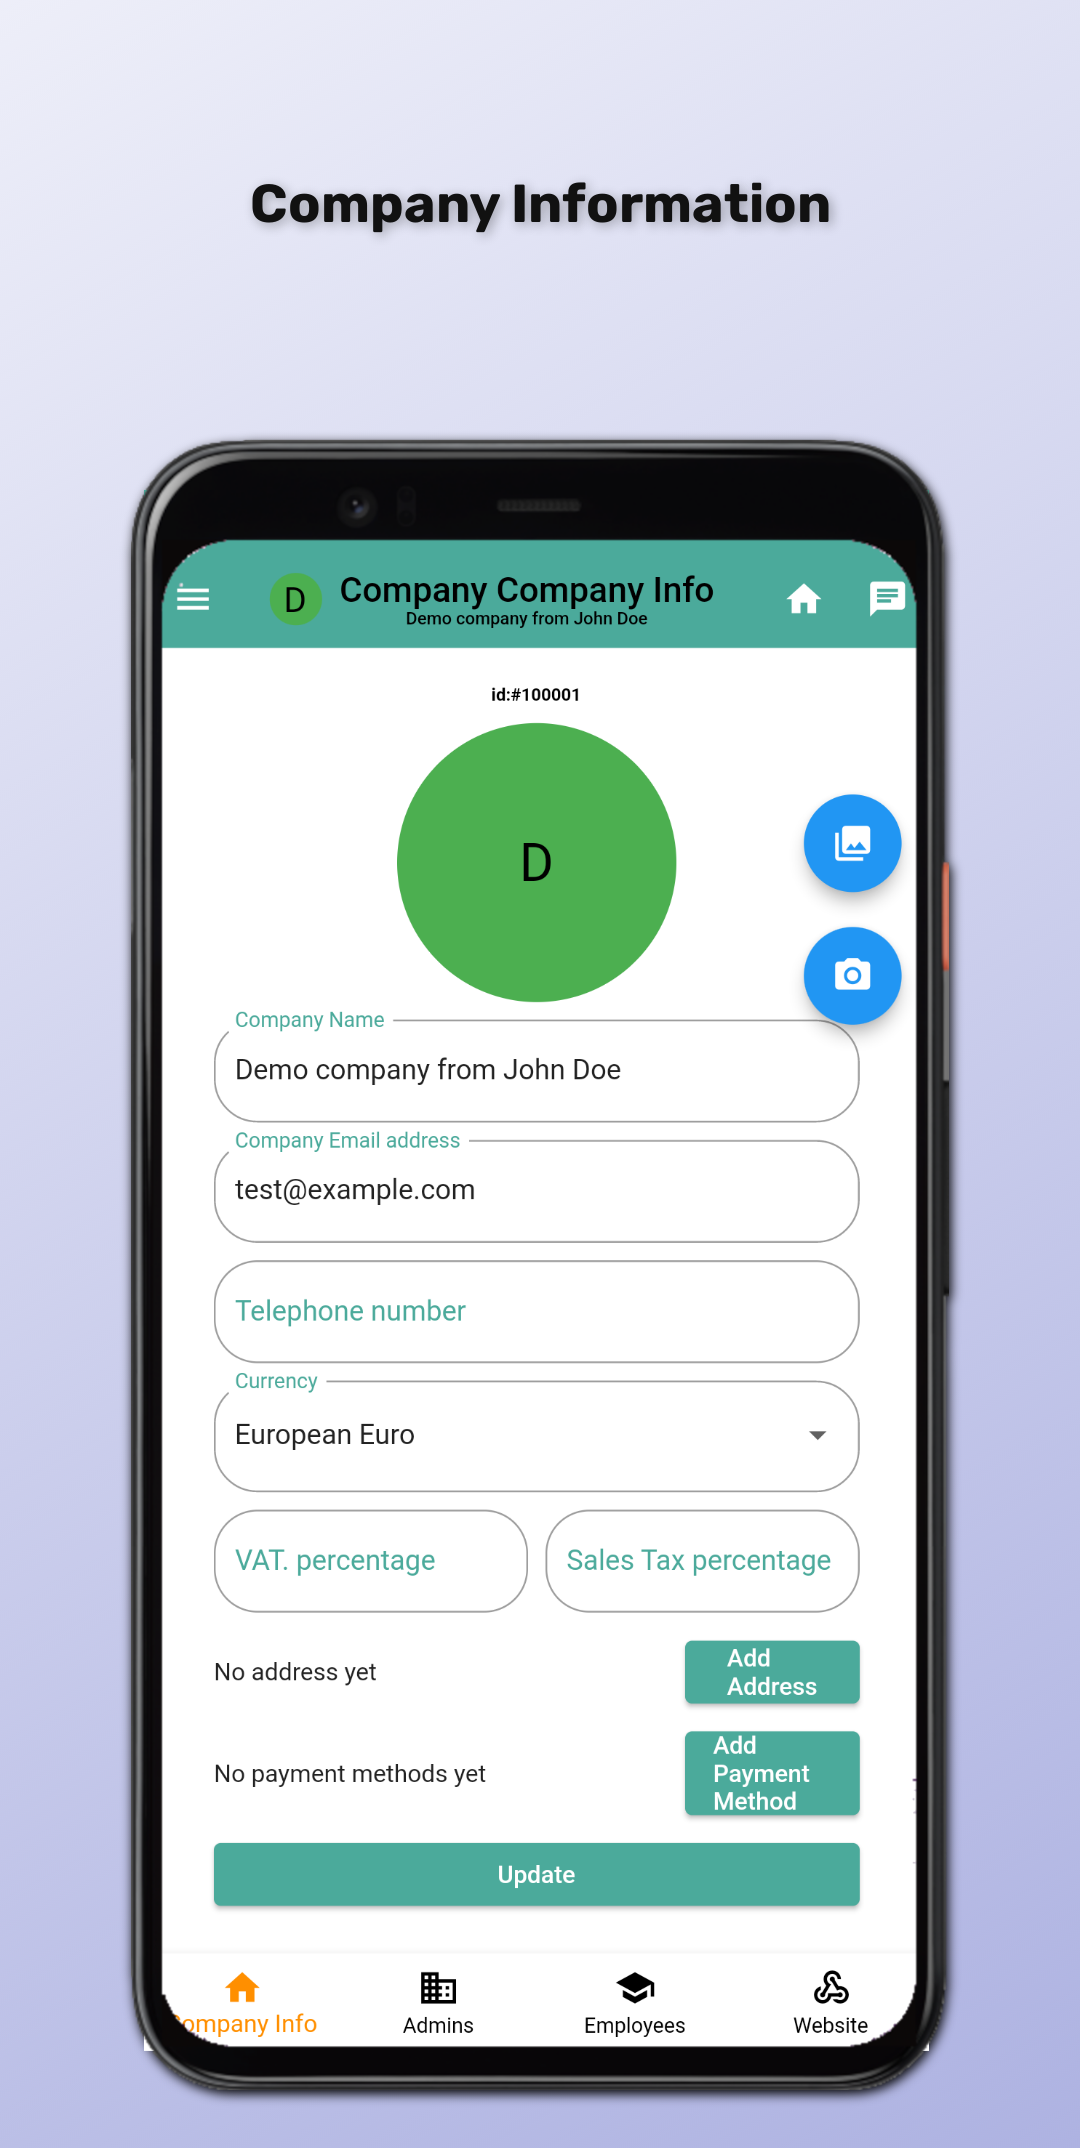 Company Information
D
Company Company Info
Demo company from John Doe
id:#100001
D
Company Name
Demo company from John Doe
Company Email address
test@example.com
Telephone number
Currency
European Euro
VAT. percentage
Sales Tax percentage
No address yet
Add
Address
No payment methods yet
Add
Payment
Method
Update
Company Info
Admins
Employees
Website